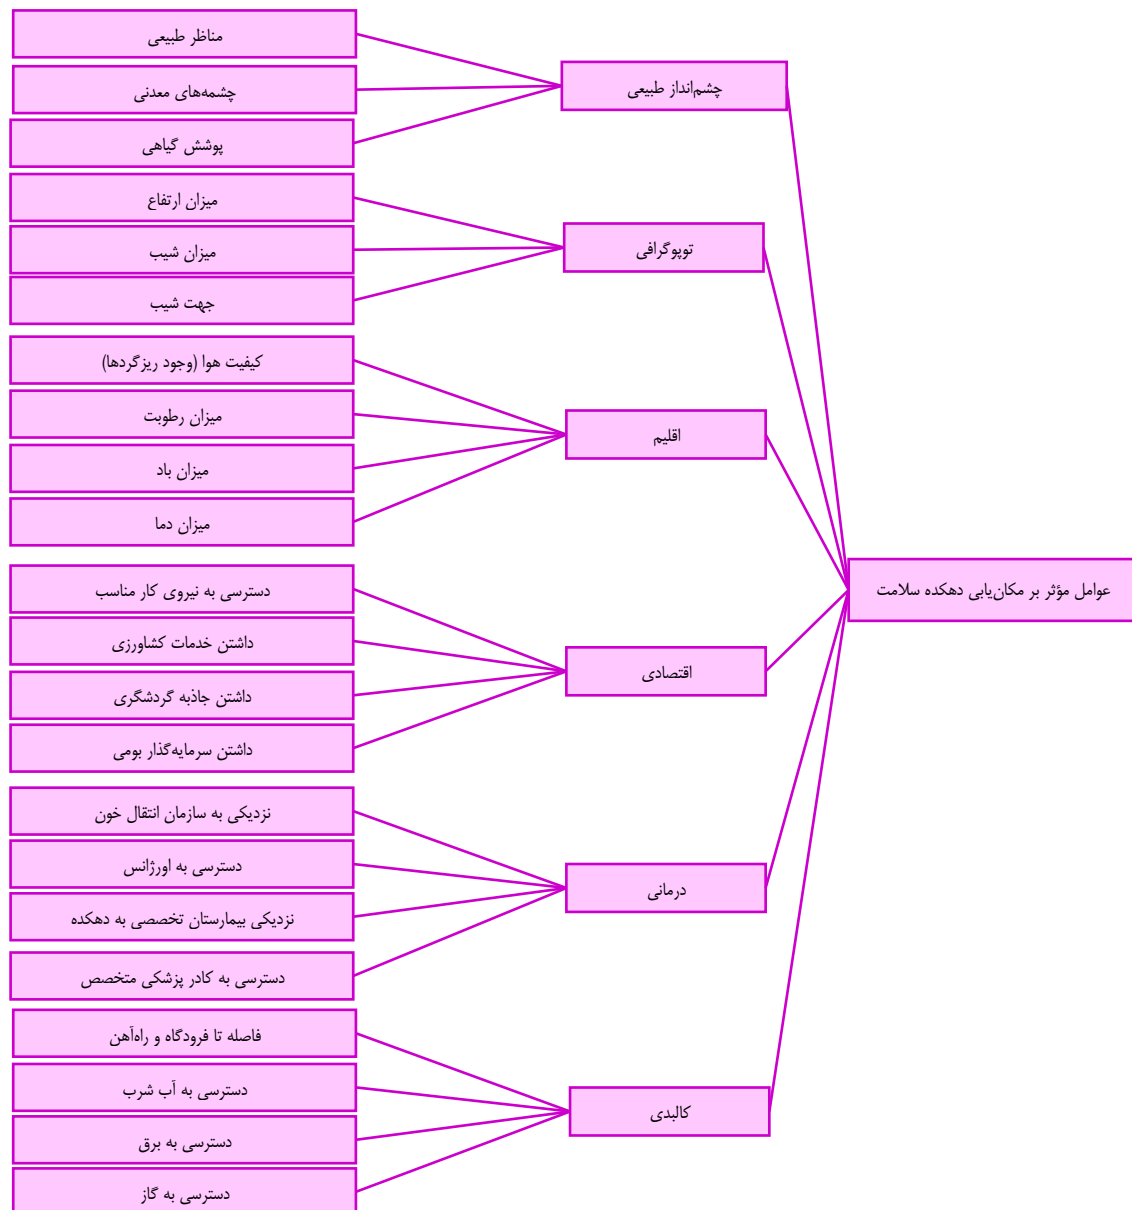 عوامل مؤثر بر مکان‌یابی دهکده سلامت
چشم‌انداز طبیعی
مناظر طبیعی
چشمه‌های معدنی
پوشش گیاهی
توپوگرافی
میزان ارتفاع
میزان شیب
جهت شیب
اقلیم
کیفیت هوا (وجود ریزگردها)
میزان رطوبت
میزان باد
میزان دما
اقتصادی
دسترسی به نیروی کار مناسب
داشتن خدمات کشاورزی
داشتن جاذبه گردشگری
داشتن سرمایه‌گذار بومی
درمانی
نزدیکی به سازمان انتقال خون
دسترسی به اورژانس
نزدیکی بیمارستان تخصصی به دهکده
دسترسی به کادر پزشکی متخصص
کالبدی
فاصله تا فرودگاه و راه‌آهن
دسترسی به آب شرب
دسترسی به برق
دسترسی به گاز